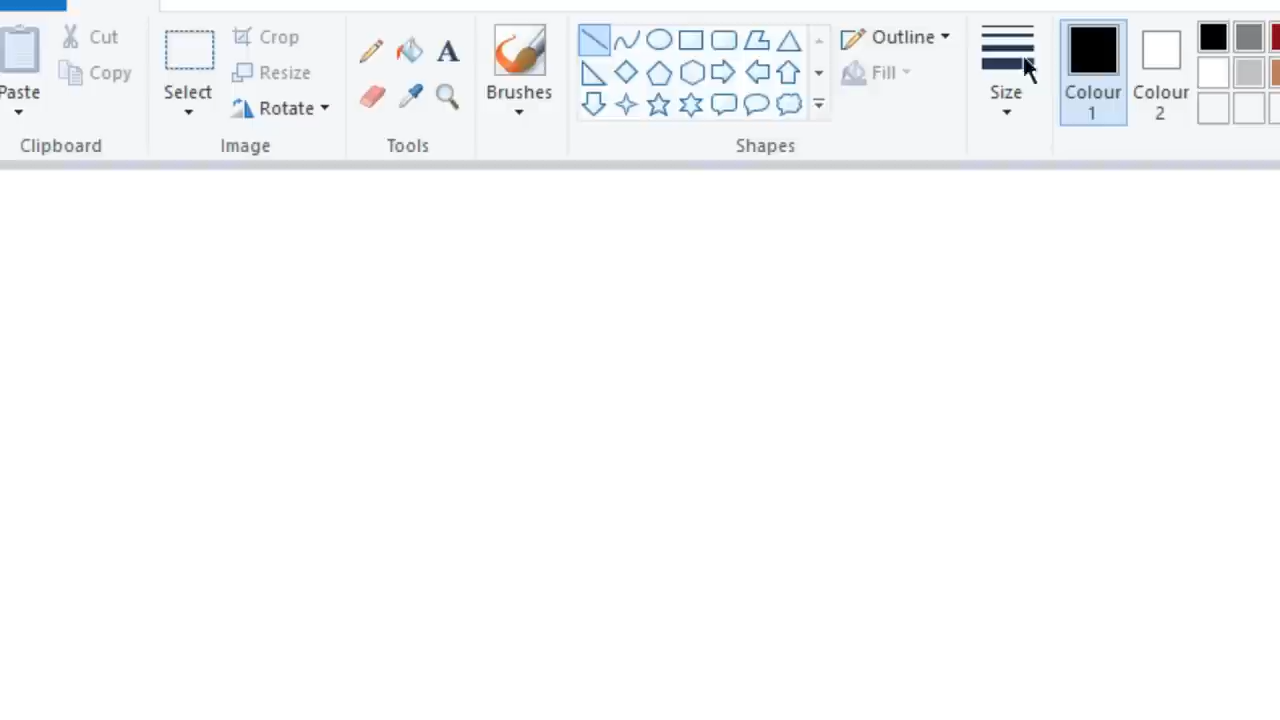 Paste
Cut
Copy
Clipboard
Select
Crop
Resize
Rotate
Image
A
Tools
Brushes
Shapes
Outline
Fill
Size
Colour
1
Colour
2